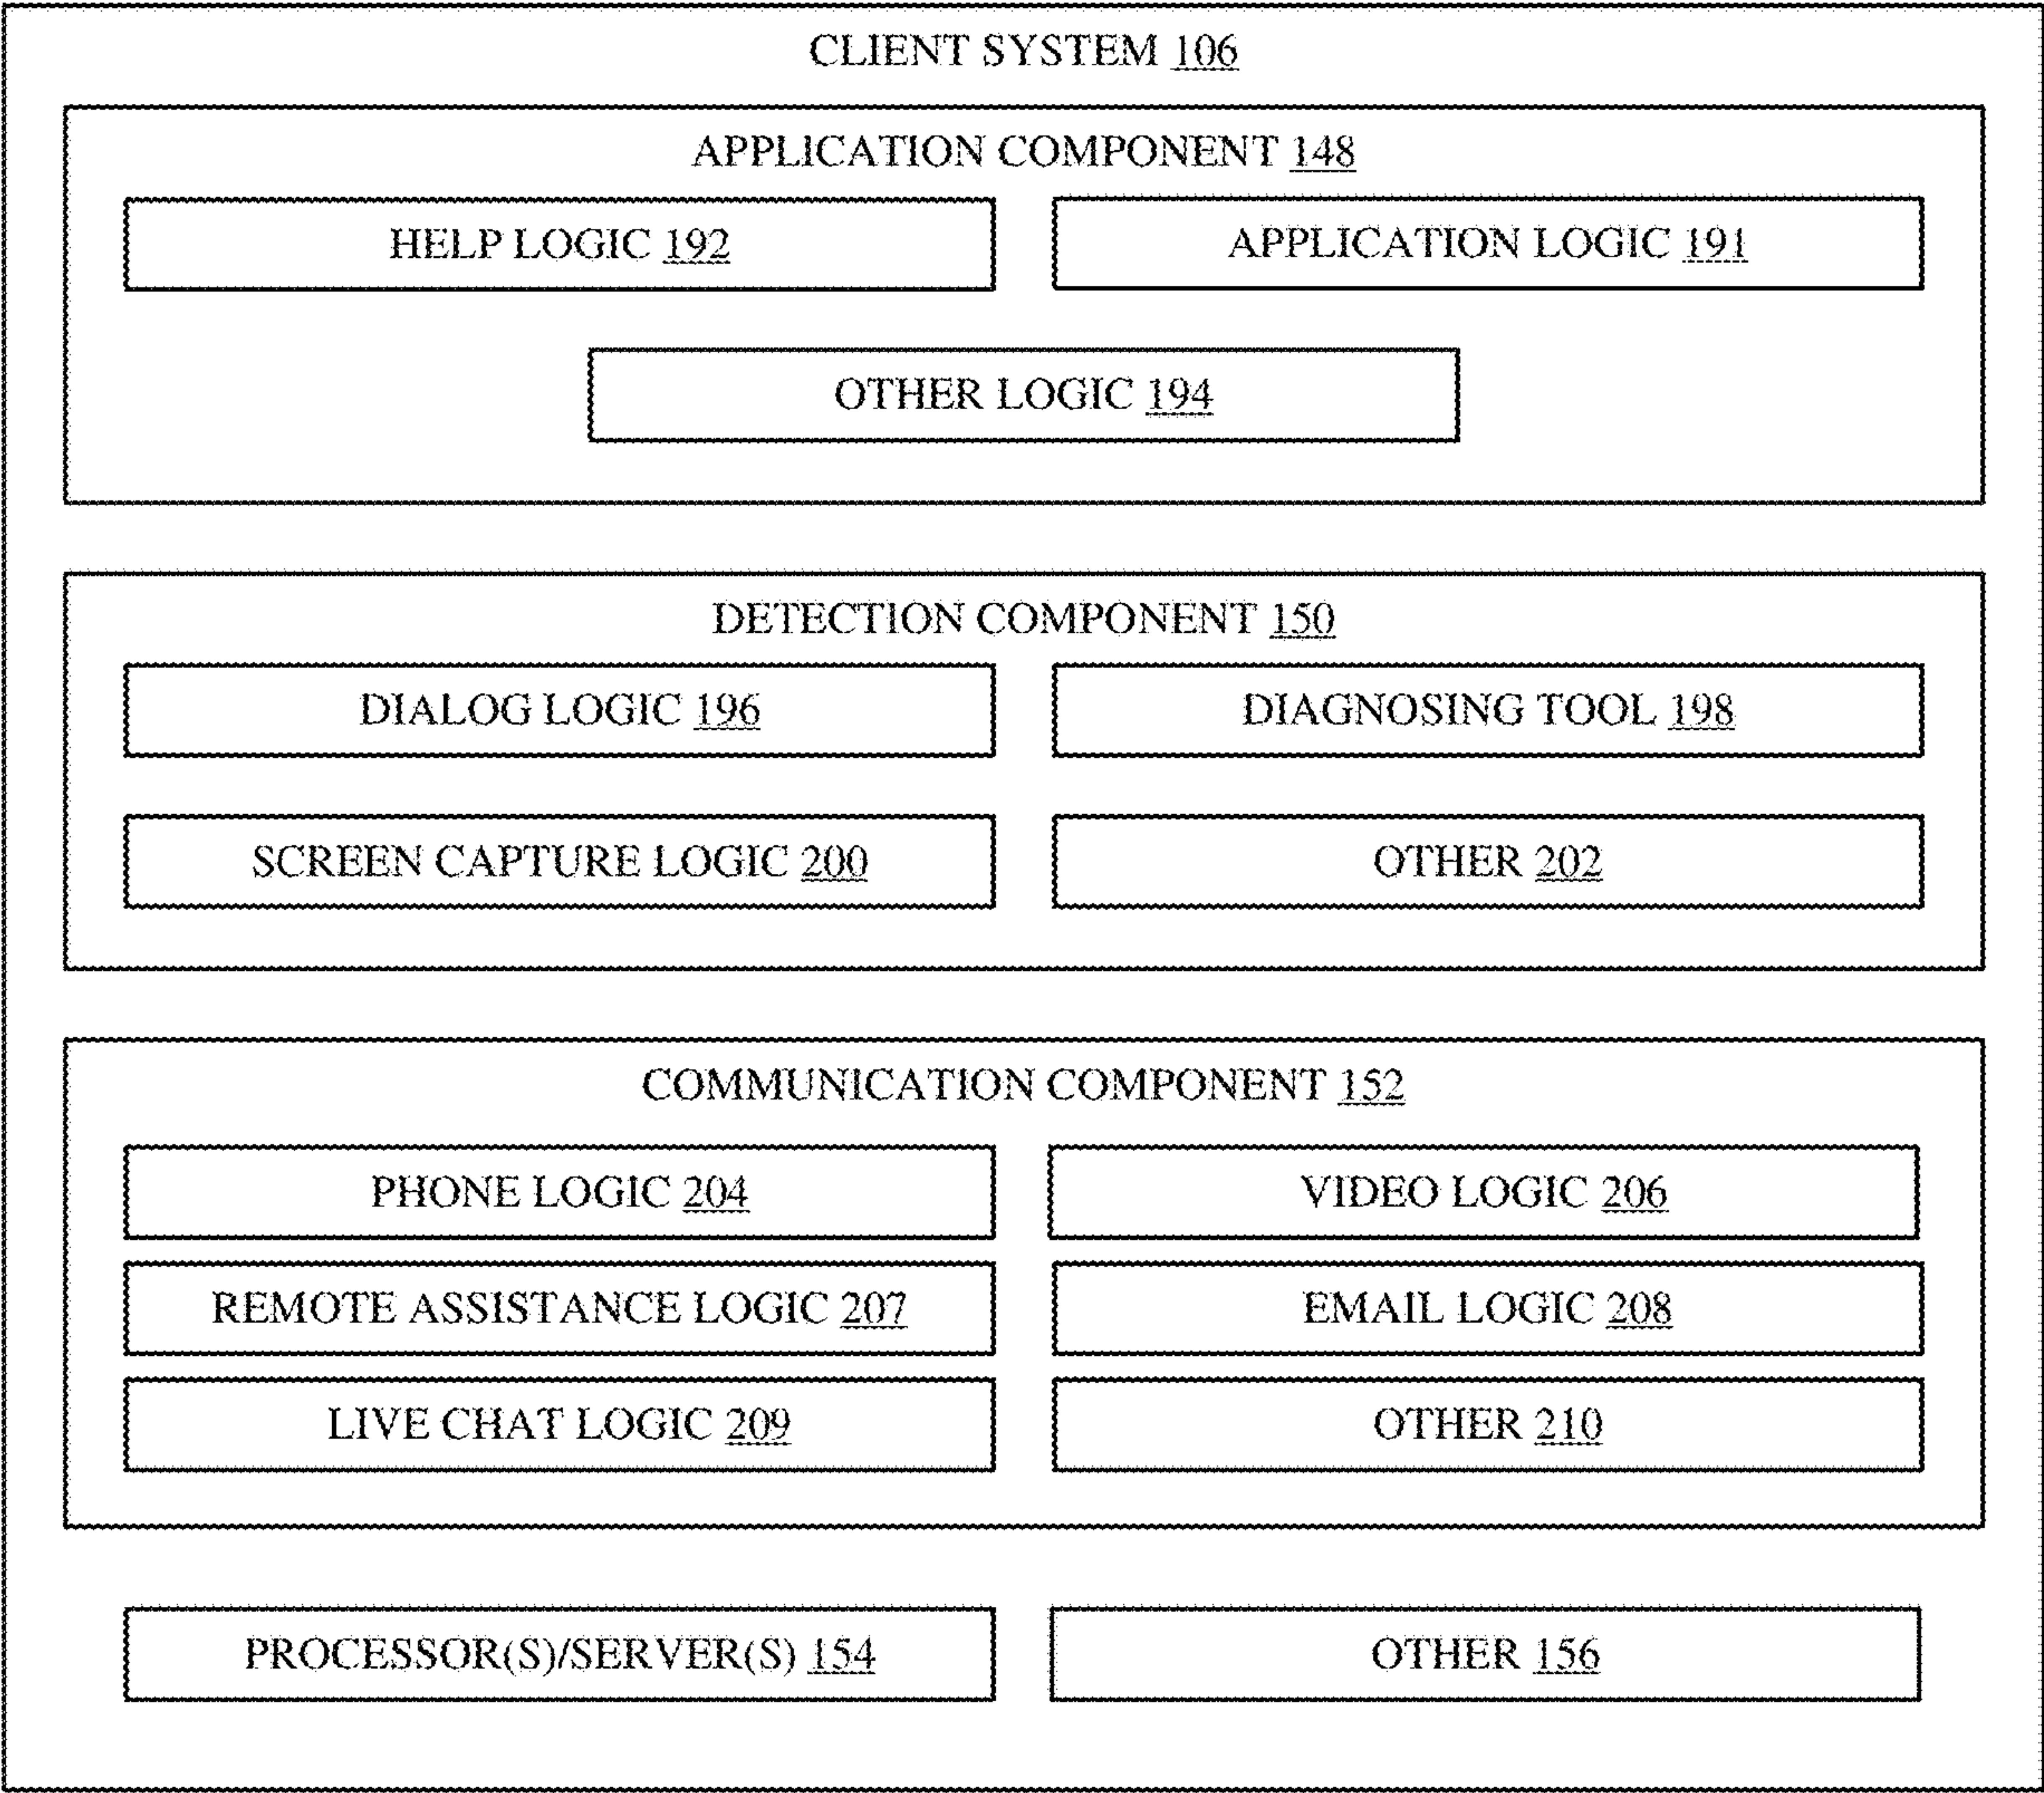 CLIENT SYSTEM 106
APPLICATION COMPONENT 148
HELP LOGIC 192
APPLICATION LOGIC 191
OTHER LOGIC 194
DETECTION COMPONENT 150
DIALOG LOGIC 196
DIAGNOSING TOOL 198
SCREEN CAPTURE LOGIC 200
OTHER 202
COMMUNICATION COMPONENT 152
PHONE LOGIC 204
VIDEO LOGIC 206
REMOTE ASSISTANCE LOGIC 207
EMAIL LOGIC 208
LIVE CHAT LOGIC 209
OTHER 210
PROCESSOR(S)/SERVER(S) 154
OTHER 156